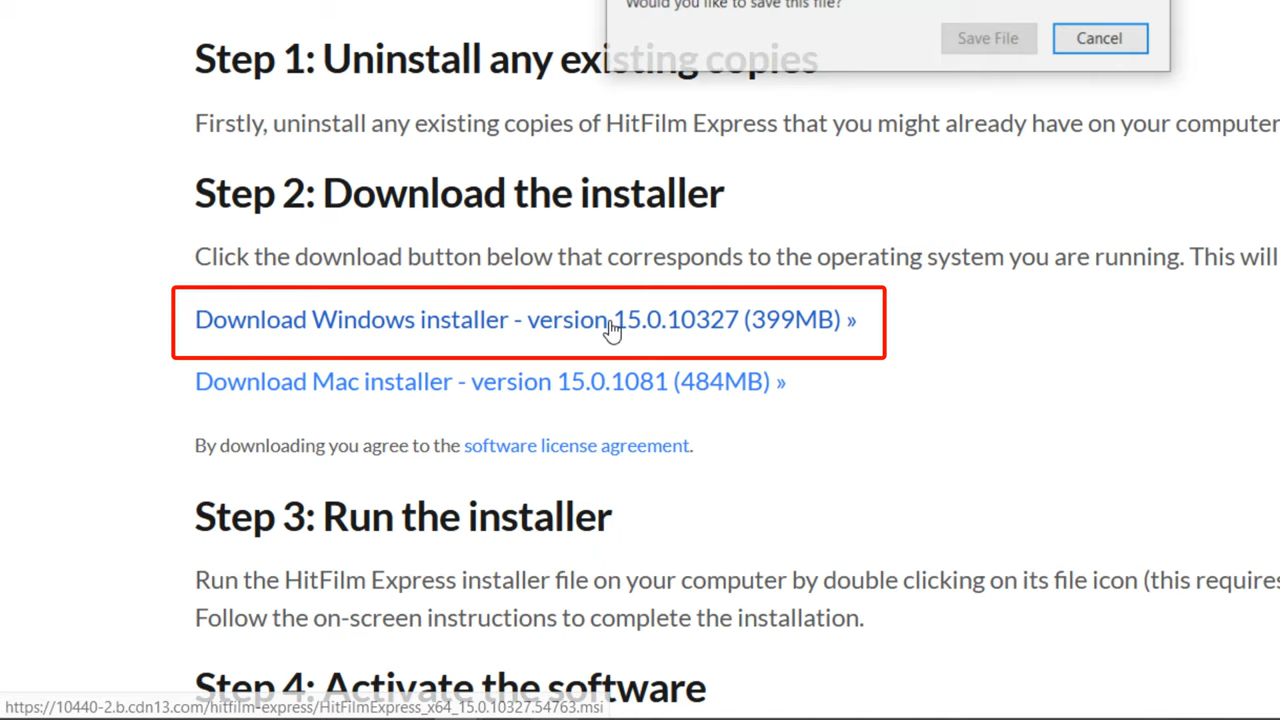 Would you like to save this file?
Save File
Cancel
Step 1: Uninstall any existing copies
Firstly, uninstall any existing copies of HitFilm Express that you might already have on your computer
Step 2: Download the installer
Click the download button below that corresponds to the operating system you are running. This will
Download Windows installer - version 15.0.10327 (399MB) »
Download Mac installer - version 15.0.1081 (484MB) »
By downloading you agree to the software license agreement.
Step 3: Run the installer
Run the HitFilm Express installer file on your computer by double clicking on its file icon (this requires
Follow the on-screen instructions to complete the installation.
Step 4: Activate the software
https://10440-2.b.cdn13.com/hitfilm-express/HitFilmExpress_x64_15.0.10327.54763.msi